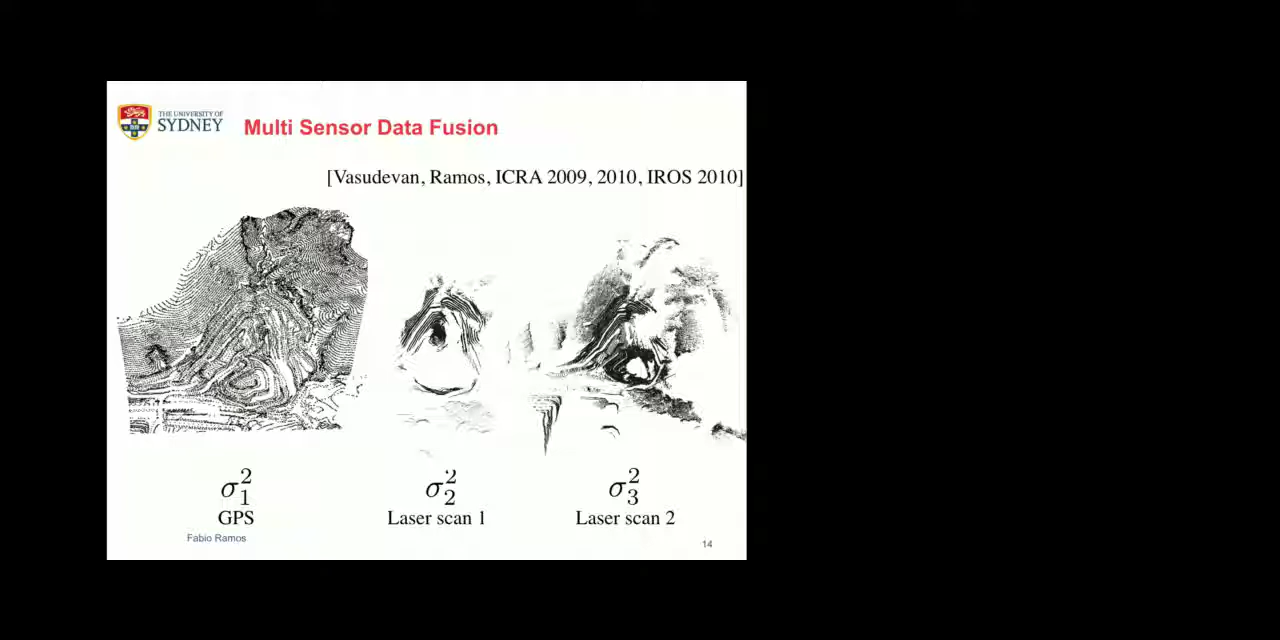 THE UNIVERSITY OF
SYDNEY
Multi Sensor Data Fusion
[Vasudevan, Ramos, ICRA 2009, 2010, IROS 2010]
σ₁² σ₂² σ₃²
GPS Laser scan 1 Laser scan 2
Fabio Ramos
14